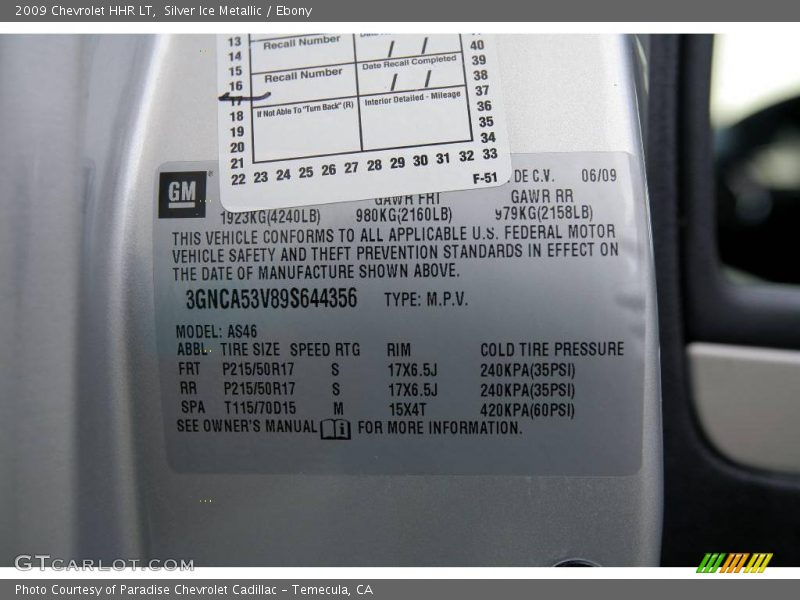 2009 Chevrolet HHR LT,  Silver Ice Metallic / Ebony
13 Recall Number 40
14 39
15 Recall Number Date Recall Completed 38
16 37
17 If Not Able To "Turn Back" (R) Interior Detailed - Mileage 36
18 35
19 34
20
21
22 23 24 25 26 27 28 29 30 31 32 33
F-51
GM DE C.V. 06/09
GAWR FRT GAWR RR
1923KG(4240LB) 980KG(2160LB) 979KG(2158LB)
THIS VEHICLE CONFORMS TO ALL APPLICABLE U.S. FEDERAL MOTOR
VEHICLE SAFETY AND THEFT PREVENTION STANDARDS IN EFFECT ON
THE DATE OF MANUFACTURE SHOWN ABOVE.
3GNCA53V89S644356 TYPE: M.P.V.
MODEL: AS46
ABBL. TIRE SIZE SPEED RTG RIM COLD TIRE PRESSURE
FRT P215/50R17 S 17X6.5J 240KPA(35PSI)
RR P215/50R17 S 17X6.5J 240KPA(35PSI)
SPA T115/70D15 M 15X4T 420KPA(60PSI)
SEE OWNER'S MANUAL i FOR MORE INFORMATION.
GTCARLOT.COM
Photo Courtesy of Paradise Chevrolet Cadillac – Temecula, CA